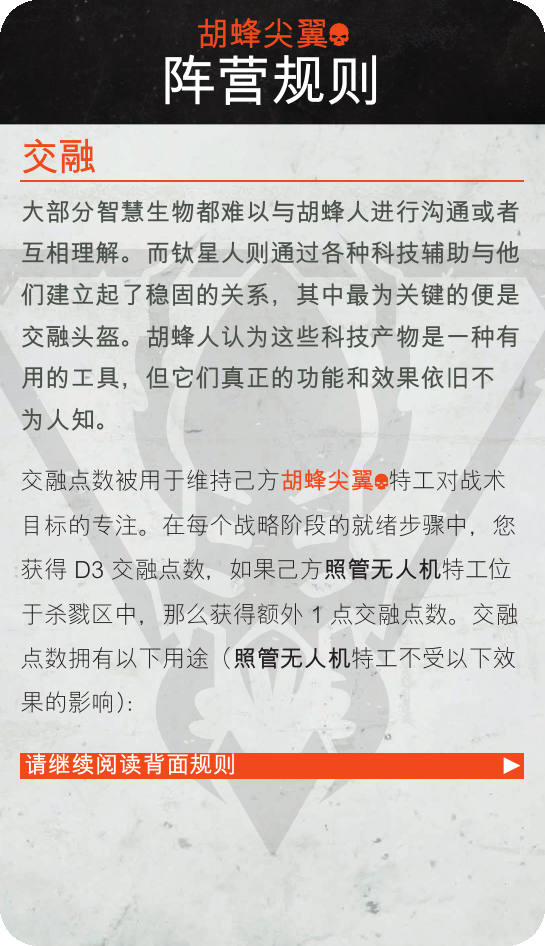 胡蜂尖翼💀
阵营规则
交融
大部分智慧生物都难以与胡蜂人进行沟通或者
互相理解。而钛星人则通过各种科技辅助与他
们建立起了稳固的关系，其中最为关键的便是
交融头盔。胡蜂人认为这些科技产物是一种有
用的工具，但它们真正的功能和效果依旧不
为人知。
交融点数被用于维持己方胡蜂尖翼💀特工对战术
目标的专注。在每个战略阶段的就绪步骤中，您
获得 D3 交融点数，如果己方照管无人机特工位
于杀戮区中，那么获得额外 1 点交融点数。交融
点数拥有以下用途（照管无人机特工不受以下效
果的影响）：
请继续阅读背面规则 ▶